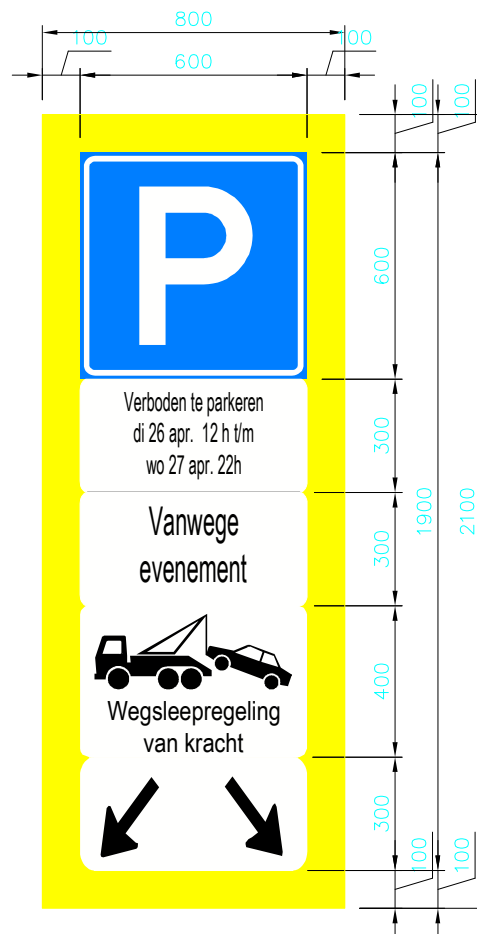 800
100
100
600
100
100
P
600
Verboden te parkeren
di 26 apr. 12 h t/m
wo 27 apr. 22h
300
1900
2100
Vanwege
evenement
300
400
Wegsleepregeling
van kracht
300
100
100